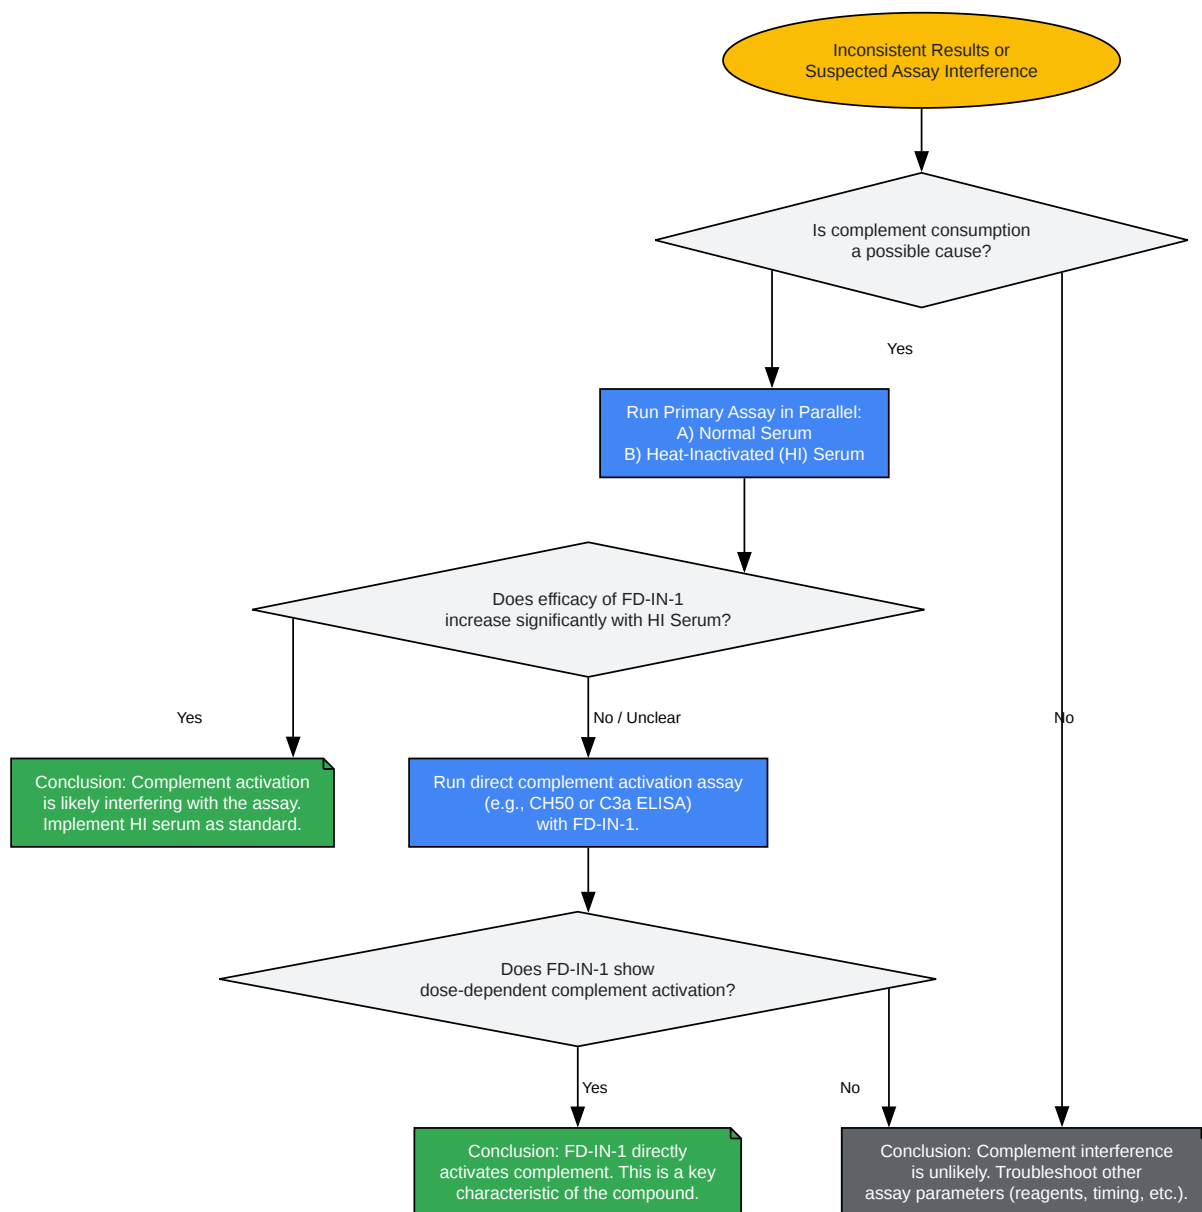 Inconsistent Results or
Suspected Assay Interference
Is complement consumption
a possible cause?
Yes
Run Primary Assay in Parallel:
A) Normal Serum
B) Heat-Inactivated (HI) Serum
Does efficacy of FD-IN-1
increase significantly with HI Serum?
Yes
No / Unclear
No
Conclusion: Complement activation
is likely interfering with the assay.
Implement HI serum as standard.
Run direct complement activation assay
(e.g., CH50 or C3a ELISA)
with FD-IN-1.
Does FD-IN-1 show
dose-dependent complement activation?
Yes
No
Conclusion: FD-IN-1 directly
activates complement. This is a key
characteristic of the compound.
Conclusion: Complement interference
is unlikely. Troubleshoot other
assay parameters (reagents, timing, etc.).